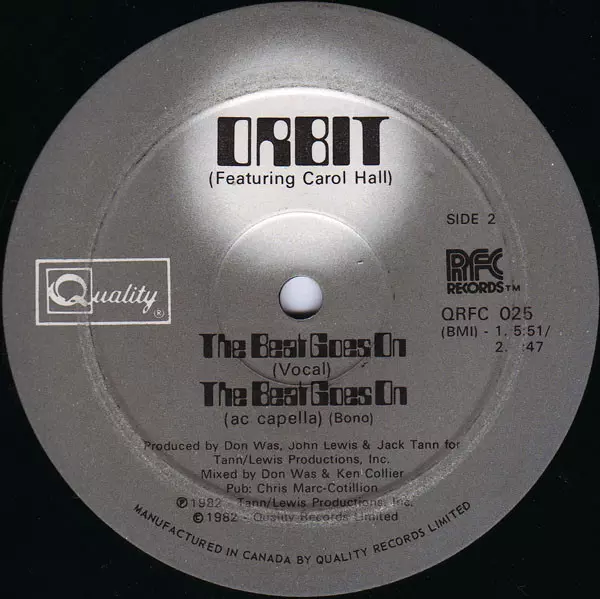 ORBIT
(Featuring Carol Hall)
SIDE 2
Quality®
RFC
RECORDS™
QRFC 025
(BMI) - 1. 5:51/
2. :47
The Beat Goes On
(Vocal)
The Beat Goes On
(ac capella) (Bono)
Produced by Don Was, John Lewis & Jack Tann for
Tann/Lewis Productions, Inc.
Mixed by Don Was & Ken Collier
Pub: Chris Marc-Cotillion
℗1982 - Tann/Lewis Productions, Inc.
©1982 - Quality Records Limited
MANUFACTURED IN CANADA BY QUALITY RECORDS LIMITED